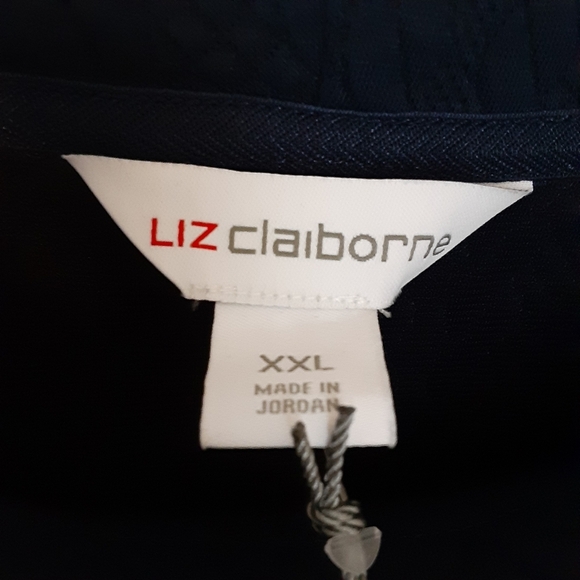 LIZ claiborne
XXL
MADE IN
JORDAN